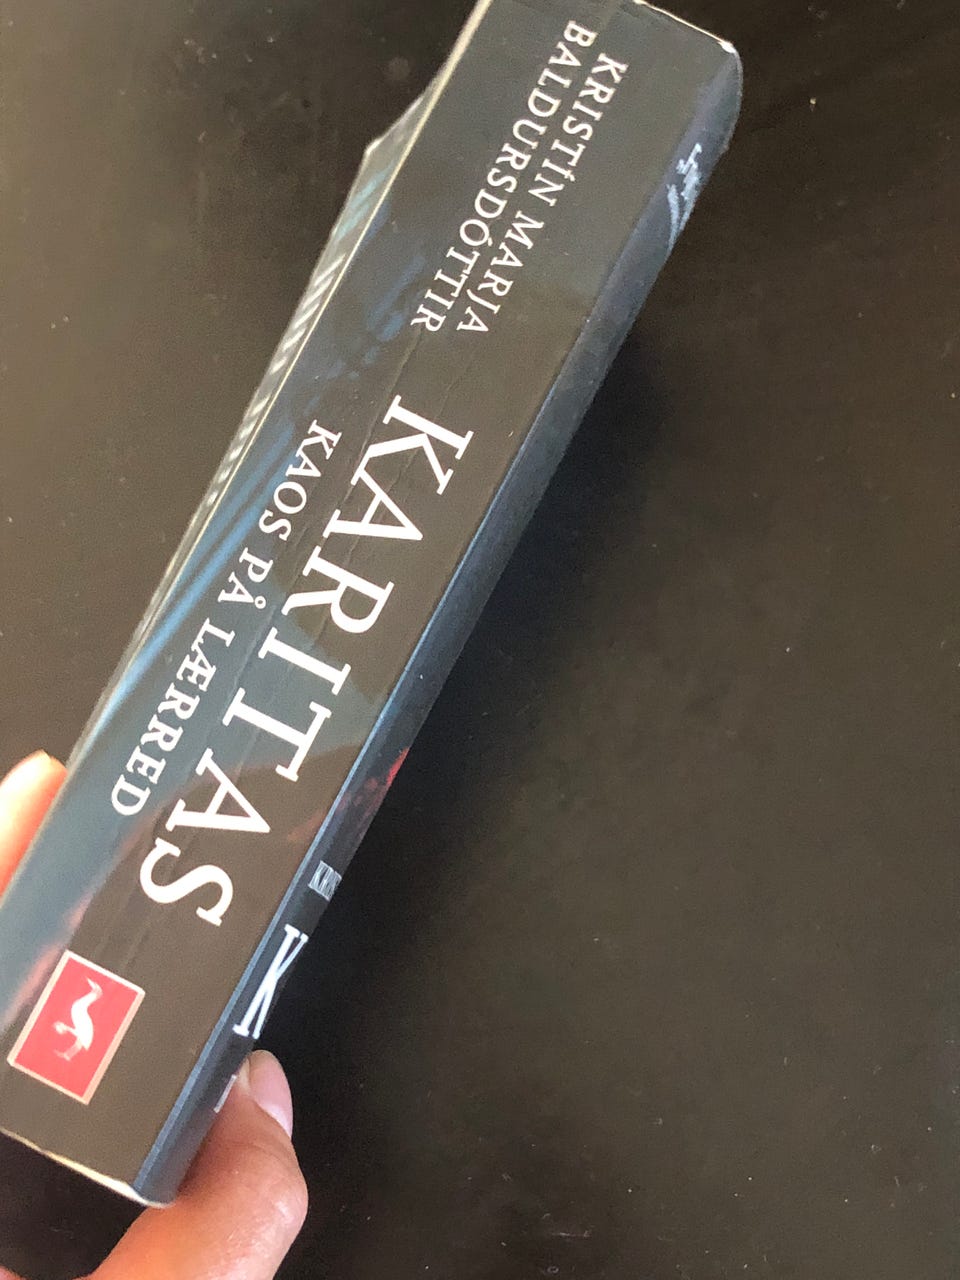 KRISTÍN MARJA
BALDURSDÓTTIR
KARITAS
KAOS PÅ LÆRRED
K